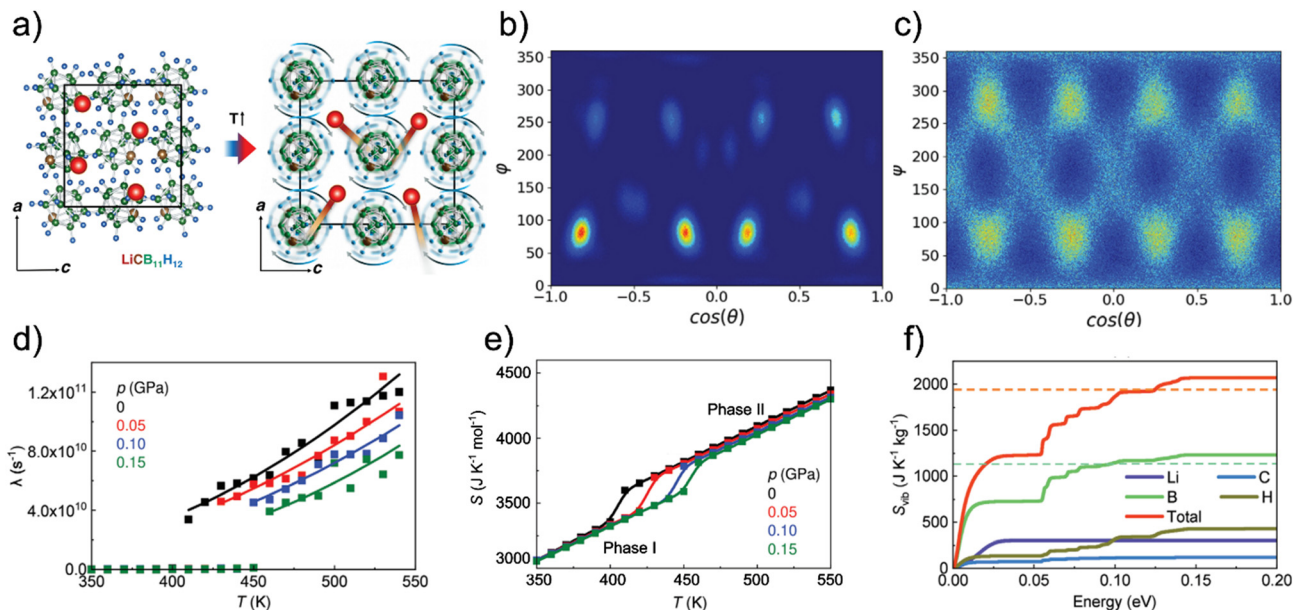 a)
T↑
a
c
LiCB₁₁H₁₂
a
c
b)
φ
350
300
250
200
150
100
50
0
-1.0 -0.5 0.0 0.5 1.0
cos(θ)
c)
ψ
350
300
250
200
150
100
50
0
-1.0 -0.5 0.0 0.5 1.0
cos(θ)
d)
λ (s⁻¹)
1.2x10¹¹
8.0x10¹⁰
4.0x10¹⁰
0.0
p (GPa)
0
0.05
0.10
0.15
350 400 450 500 550
T (K)
e)
S (J K⁻¹ mol⁻¹)
4500
4000
3500
3000
Phase II
Phase I
p (GPa)
0
0.05
0.10
0.15
350 400 450 500 550
T (K)
f)
S_vib (J K⁻¹ kg⁻¹)
2000
1500
1000
500
0
Li C
B H
Total
0.00 0.05 0.10 0.15 0.20
Energy (eV)